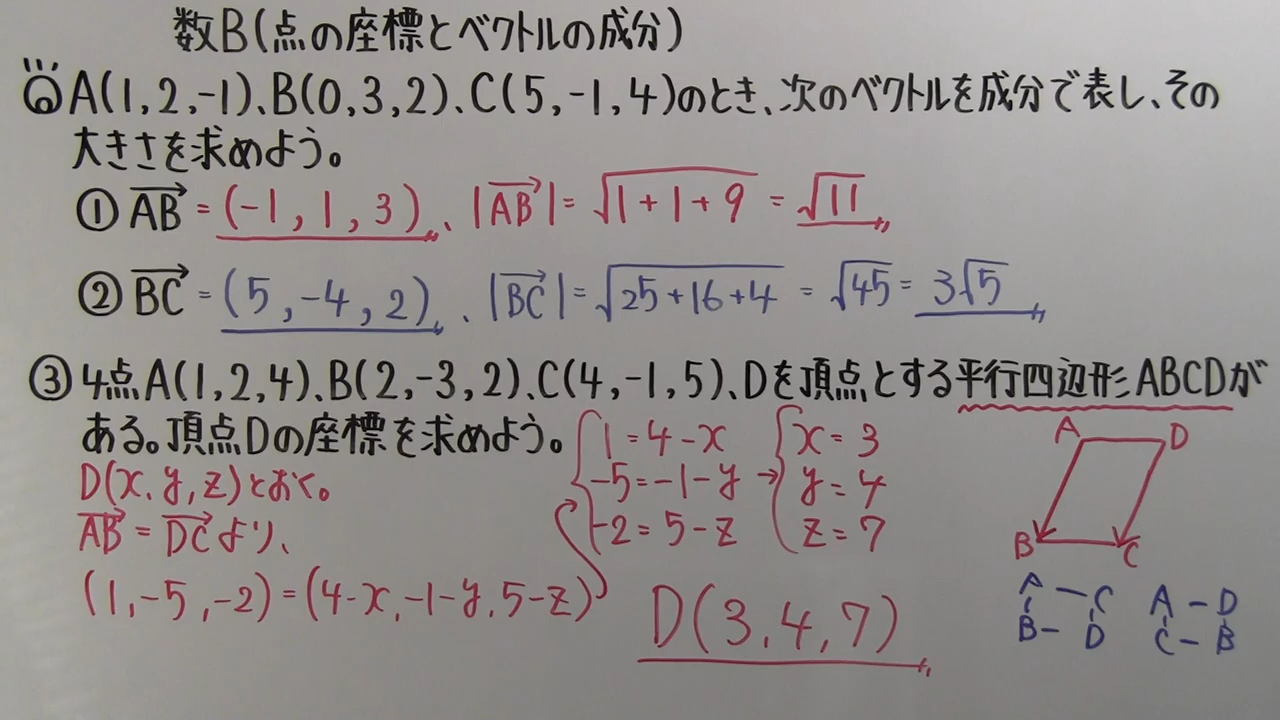 数B(点の座標とベクトルの成分)
Q A(1,2,-1)、B(0,3,2)、C(5,-1,4)のとき、次のベクトルを成分で表し、その
大きさを求めよう。
① AB = (-1, 1, 3)、|AB| = √1+1+9 = √11
② BC = (5, -4, 2)、|BC| = √25+16+4 = √45 = 3√5
③ 4点A(1,2,4)、B(2,-3,2)、C(4,-1,5)、Dを頂点とする平行四辺形ABCDが
ある。頂点Dの座標を求めよう。
D(x, y, z)とおく。
AB = DCより、
(1, -5, -2) = (4-x, -1-y, 5-z)
1 = 4-x
-5 = -1-y
-2 = 5-z
→
x = 3
y = 4
z = 7
D(3, 4, 7)
A D
B C
A - C
B - D
A - D
C - B